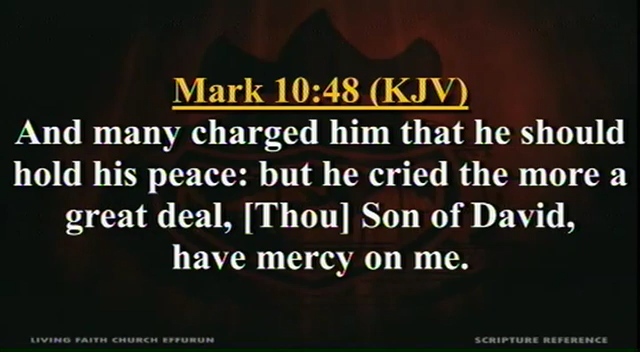 Mark 10:48 (KJV)
And many charged him that he should
hold his peace: but he cried the more a
great deal, [Thou] Son of David,
have mercy on me.
LIVING FAITH CHURCH EFFURUN
SCRIPTURE REFERENCE